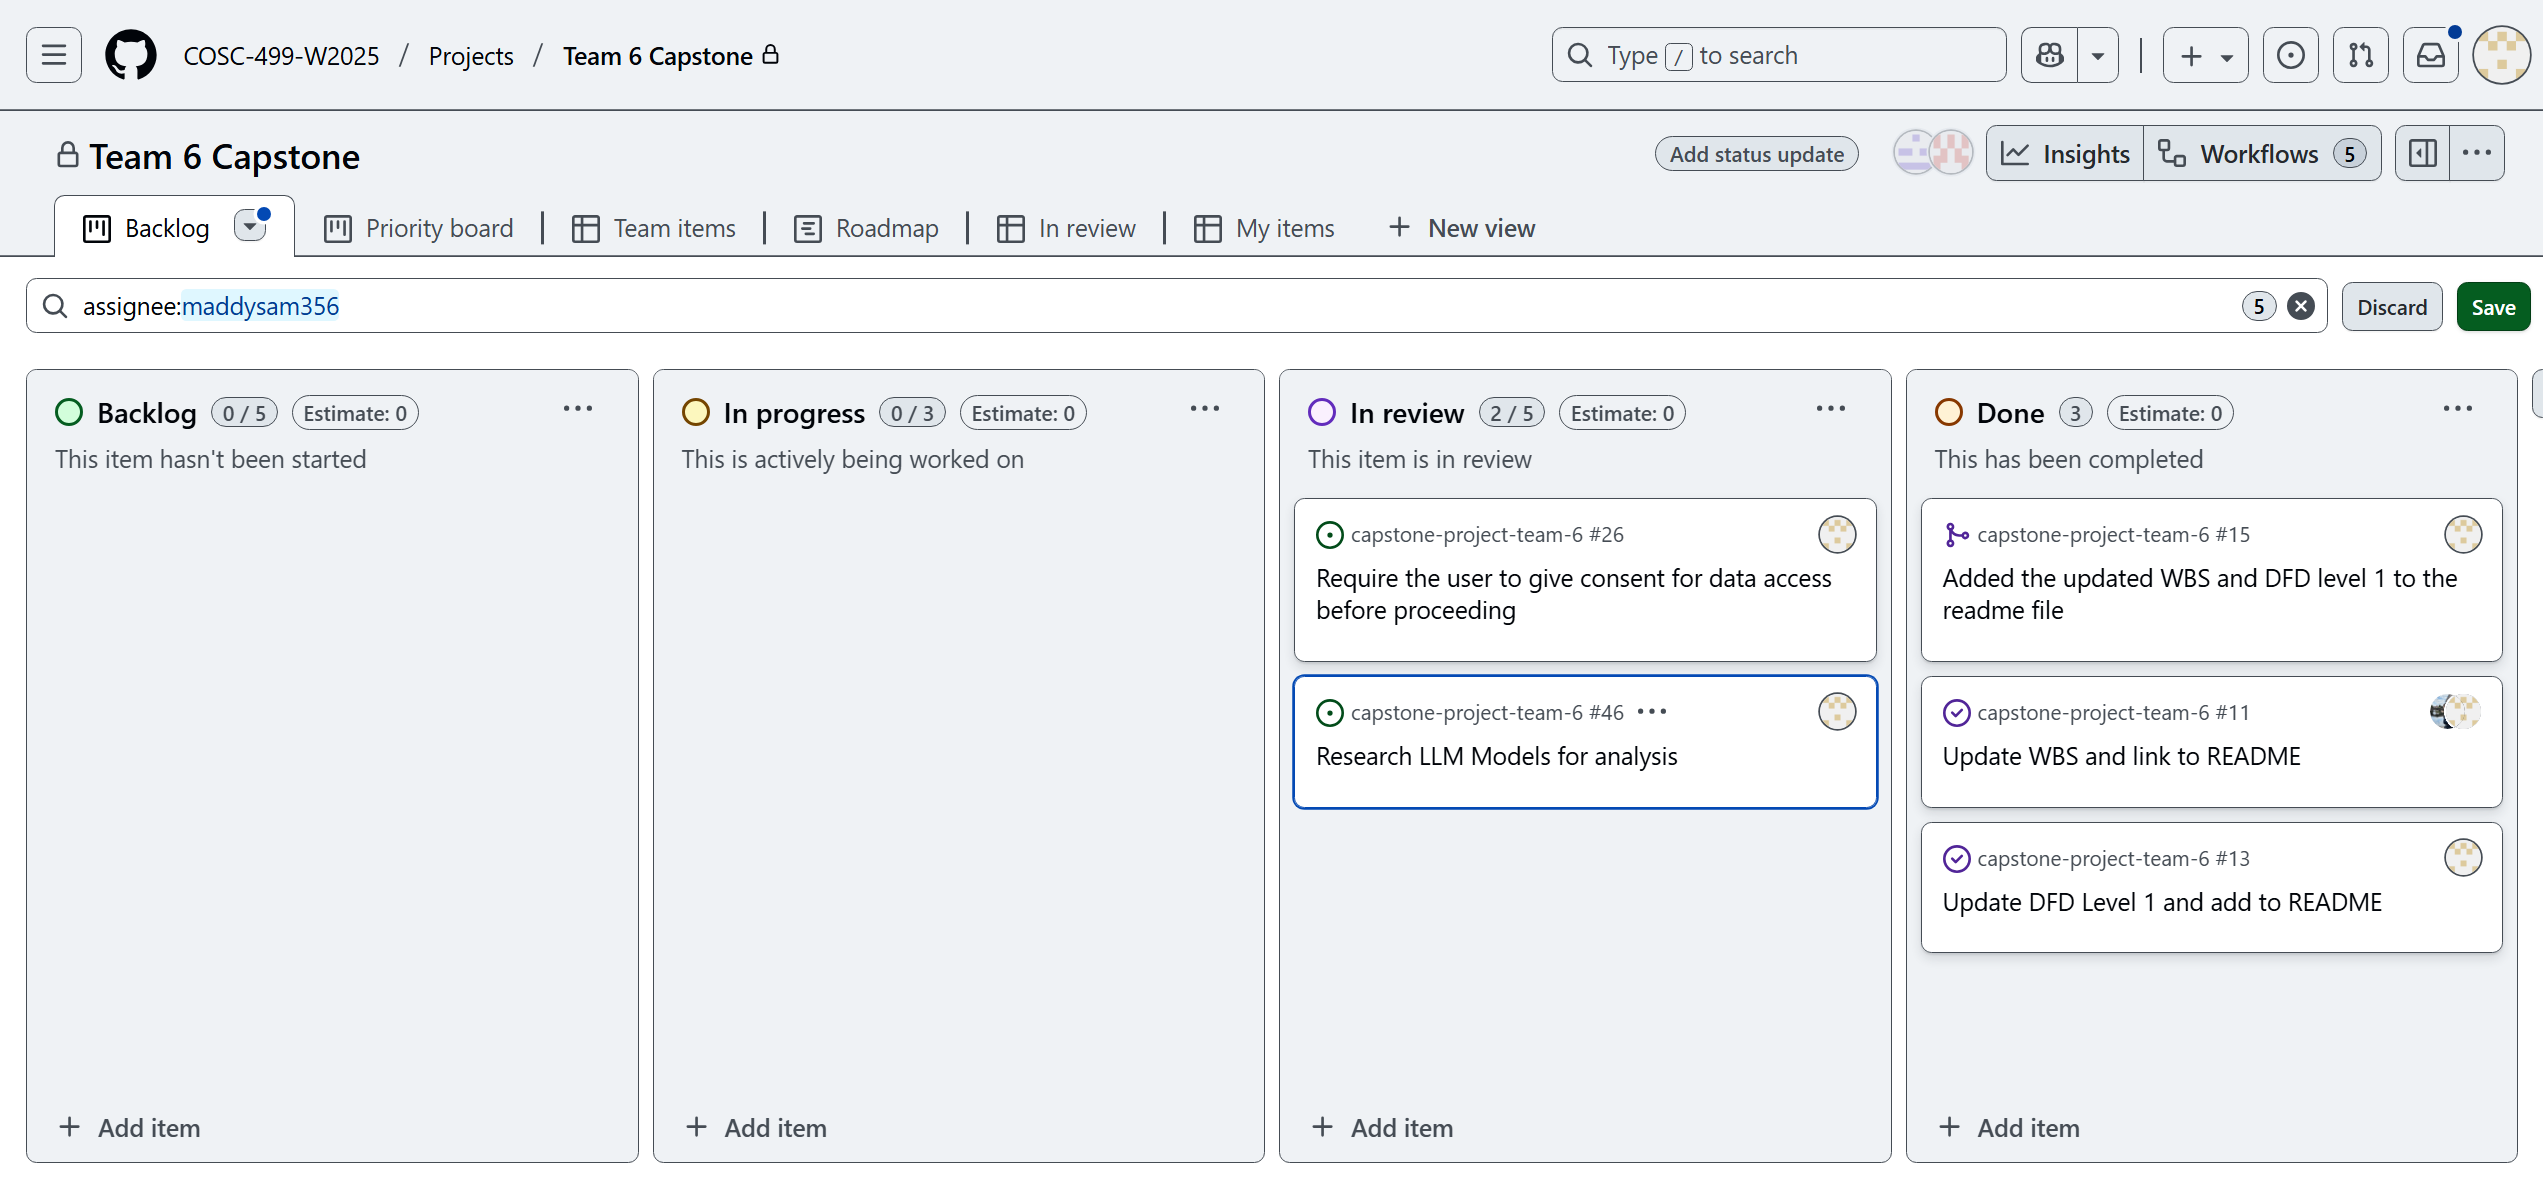 COSC-499-W2025 / Projects / Team 6 Capstone
Type / to search
Team 6 Capstone
Add status update
Insights
Workflows 5
Backlog
Priority board
Team items
Roadmap
In review
My items
+ New view
assignee:maddysam356
5
Discard
Save
Backlog 0 / 5 Estimate: 0
This item hasn't been started
+ Add item
In progress 0 / 3 Estimate: 0
This is actively being worked on
+ Add item
In review 2 / 5 Estimate: 0
This item is in review
capstone-project-team-6 #26
Require the user to give consent for data access
before proceeding
capstone-project-team-6 #46
Research LLM Models for analysis
+ Add item
Done 3 Estimate: 0
This has been completed
capstone-project-team-6 #15
Added the updated WBS and DFD level 1 to the
readme file
capstone-project-team-6 #11
Update WBS and link to README
capstone-project-team-6 #13
Update DFD Level 1 and add to README
+ Add item